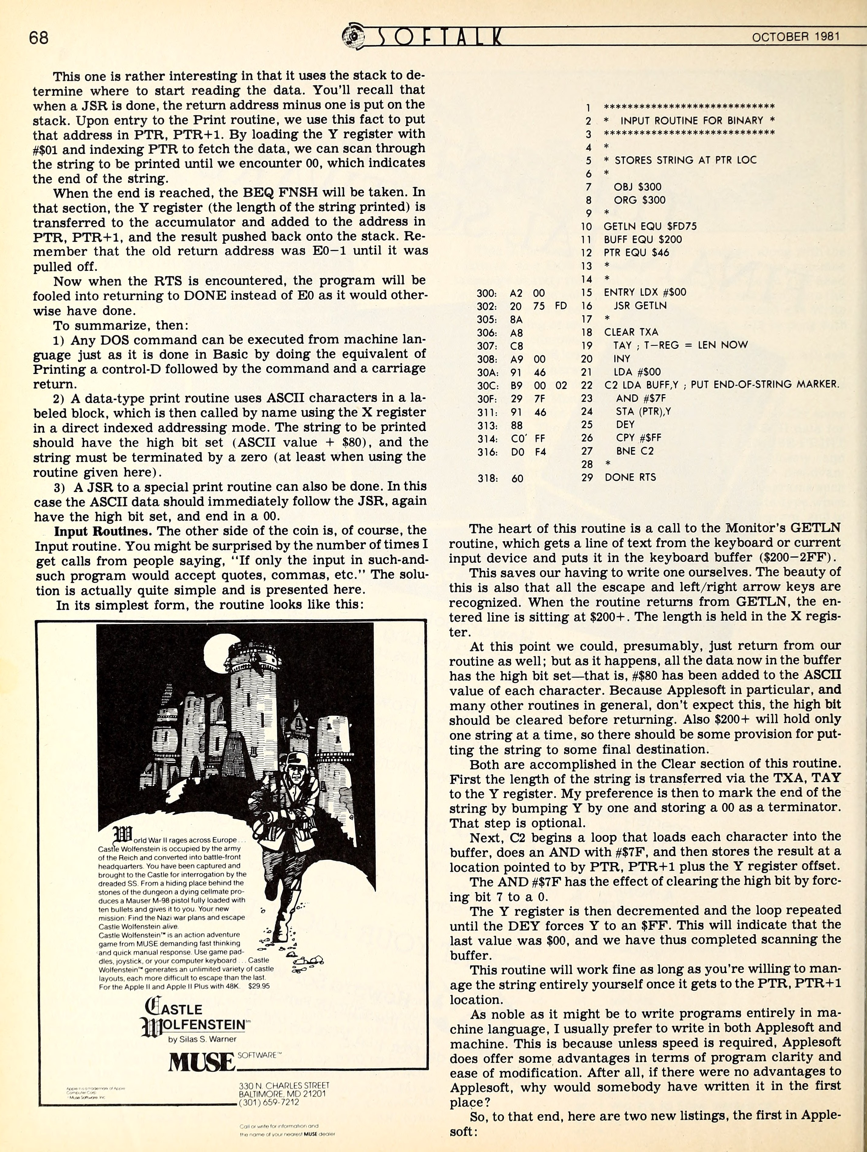 68
SOFTALK
OCTOBER 1981
This one is rather interesting in that it uses the stack to de-
termine where to start reading the data. You'll recall that
when a JSR is done, the return address minus one is put on the
stack. Upon entry to the Print routine, we use this fact to put
that address in PTR, PTR+1. By loading the Y register with
#$01 and indexing PTR to fetch the data, we can scan through
the string to be printed until we encounter 00, which indicates
the end of the string.
When the end is reached, the BEQ FNSH will be taken. In
that section, the Y register (the length of the string printed) is
transferred to the accumulator and added to the address in
PTR, PTR+1, and the result pushed back onto the stack. Re-
member that the old return address was E0−1 until it was
pulled off.
Now when the RTS is encountered, the program will be
fooled into returning to DONE instead of E0 as it would other-
wise have done.
To summarize, then:
1) Any DOS command can be executed from machine lan-
guage just as it is done in Basic by doing the equivalent of
Printing a control-D followed by the command and a carriage
return.
2) A data-type print routine uses ASCII characters in a la-
beled block, which is then called by name using the X register
in a direct indexed addressing mode. The string to be printed
should have the high bit set (ASCII value + $80), and the
string must be terminated by a zero (at least when using the
routine given here).
3) A JSR to a special print routine can also be done. In this
case the ASCII data should immediately follow the JSR, again
have the high bit set, and end in a 00.
Input Routines. The other side of the coin is, of course, the
Input routine. You might be surprised by the number of times I
get calls from people saying, "If only the input in such-and-
such program would accept quotes, commas, etc." The solu-
tion is actually quite simple and is presented here.
In its simplest form, the routine looks like this:
World War II rages across Europe . . .
Castle Wolfenstein is occupied by the army
of the Reich and converted into battle-front
headquarters. You have been captured and
brought to the Castle for interrogation by the
dreaded SS. From a hiding place behind the
stones of the dungeon a dying cellmate pro-
duces a Mauser M-98 pistol fully loaded with
ten bullets and gives it to you. Your new
mission: Find the Nazi war plans and escape
Castle Wolfenstein alive.
Castle Wolfenstein™ is an action adventure
game from MUSE demanding fast thinking
and quick manual response. Use game pad-
dles, joystick, or your computer keyboard . . . Castle
Wolfenstein™ generates an unlimited variety of castle
layouts, each more difficult to escape than the last.
For the Apple II and Apple II Plus with 48K $29.95
CASTLE
WOLFENSTEIN™
by Silas S. Warner
MUSE SOFTWARE™
330 N. CHARLES STREET
BALTIMORE, MD 21201
(301) 659-7212
Call or write for information and
the name of your nearest MUSE dealer
1 *****************************
2 * INPUT ROUTINE FOR BINARY *
3 *****************************
4 *
5 * STORES STRING AT PTR LOC
6 *
7 OBJ $300
8 ORG $300
9 *
10 GETLN EQU $FD75
11 BUFF EQU $200
12 PTR EQU $46
13 *
14 *
300: A2 00 15 ENTRY LDX #$00
302: 20 75 FD 16 JSR GETLN
305: 8A 17 *
306: A8 18 CLEAR TXA
307: C8 19 TAY ; T−REG = LEN NOW
308: A9 00 20 INY
30A: 91 46 21 LDA #$00
30C: B9 00 02 22 C2 LDA BUFF,Y ; PUT END-OF-STRING MARKER.
30F: 29 7F 23 AND #$7F
311: 91 46 24 STA (PTR),Y
313: 88 25 DEY
314: C0' FF 26 CPY #$FF
316: D0 F4 27 BNE C2
28 *
318: 60 29 DONE RTS
The heart of this routine is a call to the Monitor's GETLN
routine, which gets a line of text from the keyboard or current
input device and puts it in the keyboard buffer ($200−2FF).
This saves our having to write one ourselves. The beauty of
this is also that all the escape and left/right arrow keys are
recognized. When the routine returns from GETLN, the en-
tered line is sitting at $200+. The length is held in the X regis-
ter.
At this point we could, presumably, just return from our
routine as well; but as it happens, all the data now in the buffer
has the high bit set—that is, #$80 has been added to the ASCII
value of each character. Because Applesoft in particular, and
many other routines in general, don't expect this, the high bit
should be cleared before returning. Also $200+ will hold only
one string at a time, so there should be some provision for put-
ting the string to some final destination.
Both are accomplished in the Clear section of this routine.
First the length of the string is transferred via the TXA, TAY
to the Y register. My preference is then to mark the end of the
string by bumping Y by one and storing a 00 as a terminator.
That step is optional.
Next, C2 begins a loop that loads each character into the
buffer, does an AND with #$7F, and then stores the result at a
location pointed to by PTR, PTR+1 plus the Y register offset.
The AND #$7F has the effect of clearing the high bit by forc-
ing bit 7 to a 0.
The Y register is then decremented and the loop repeated
until the DEY forces Y to an $FF. This will indicate that the
last value was $00, and we have thus completed scanning the
buffer.
This routine will work fine as long as you're willing to man-
age the string entirely yourself once it gets to the PTR, PTR+1
location.
As noble as it might be to write programs entirely in ma-
chine language, I usually prefer to write in both Applesoft and
machine. This is because unless speed is required, Applesoft
does offer some advantages in terms of program clarity and
ease of modification. After all, if there were no advantages to
Applesoft, why would somebody have written it in the first
place?
So, to that end, here are two new listings, the first in Apple-
soft: